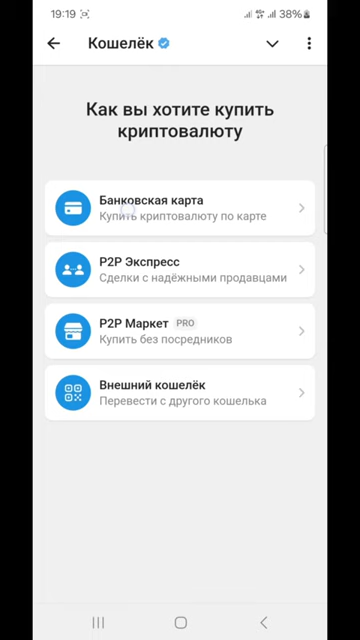 19:19 38%
Кошелёк
Как вы хотите купить
криптовалюту
Банковская карта
Купить криптовалюту по карте
P2P Экспресс
Сделки с надёжными продавцами
P2P Маркет PRO
Купить без посредников
Внешний кошелёк
Перевести с другого кошелька